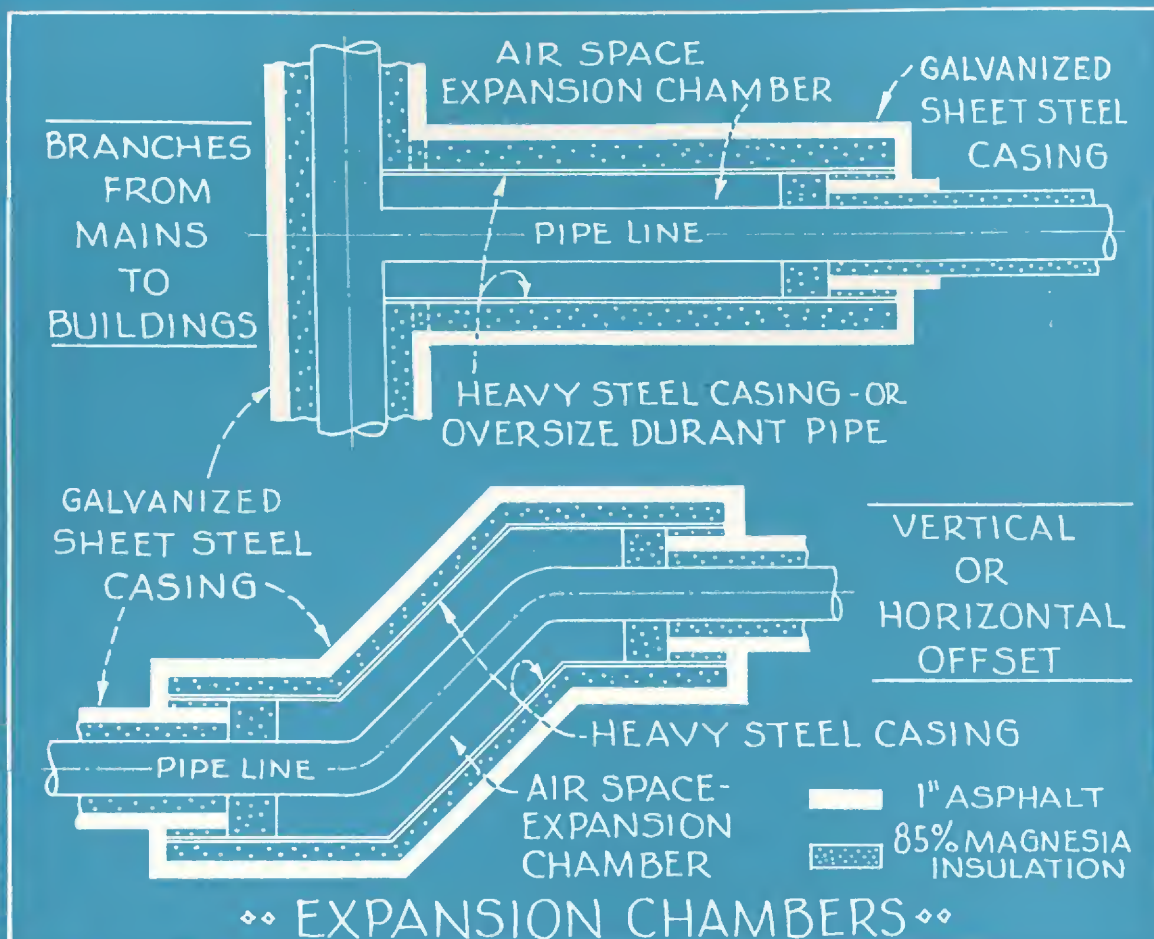 AIR SPACE
EXPANSION CHAMBER
GALVANIZED
SHEET STEEL
CASING
BRANCHES
FROM
MAINS
TO
BUILDINGS
PIPE LINE
HEAVY STEEL CASING-OR
OVERSIZE DURANT PIPE
GALVANIZED
SHEET STEEL
CASING
VERTICAL
OR
HORIZONTAL
OFFSET
HEAVY STEEL CASING
PIPE LINE
AIR SPACE-
EXPANSION
CHAMBER
1" ASPHALT
85% MAGNESIA
INSULATION
EXPANSION CHAMBERS